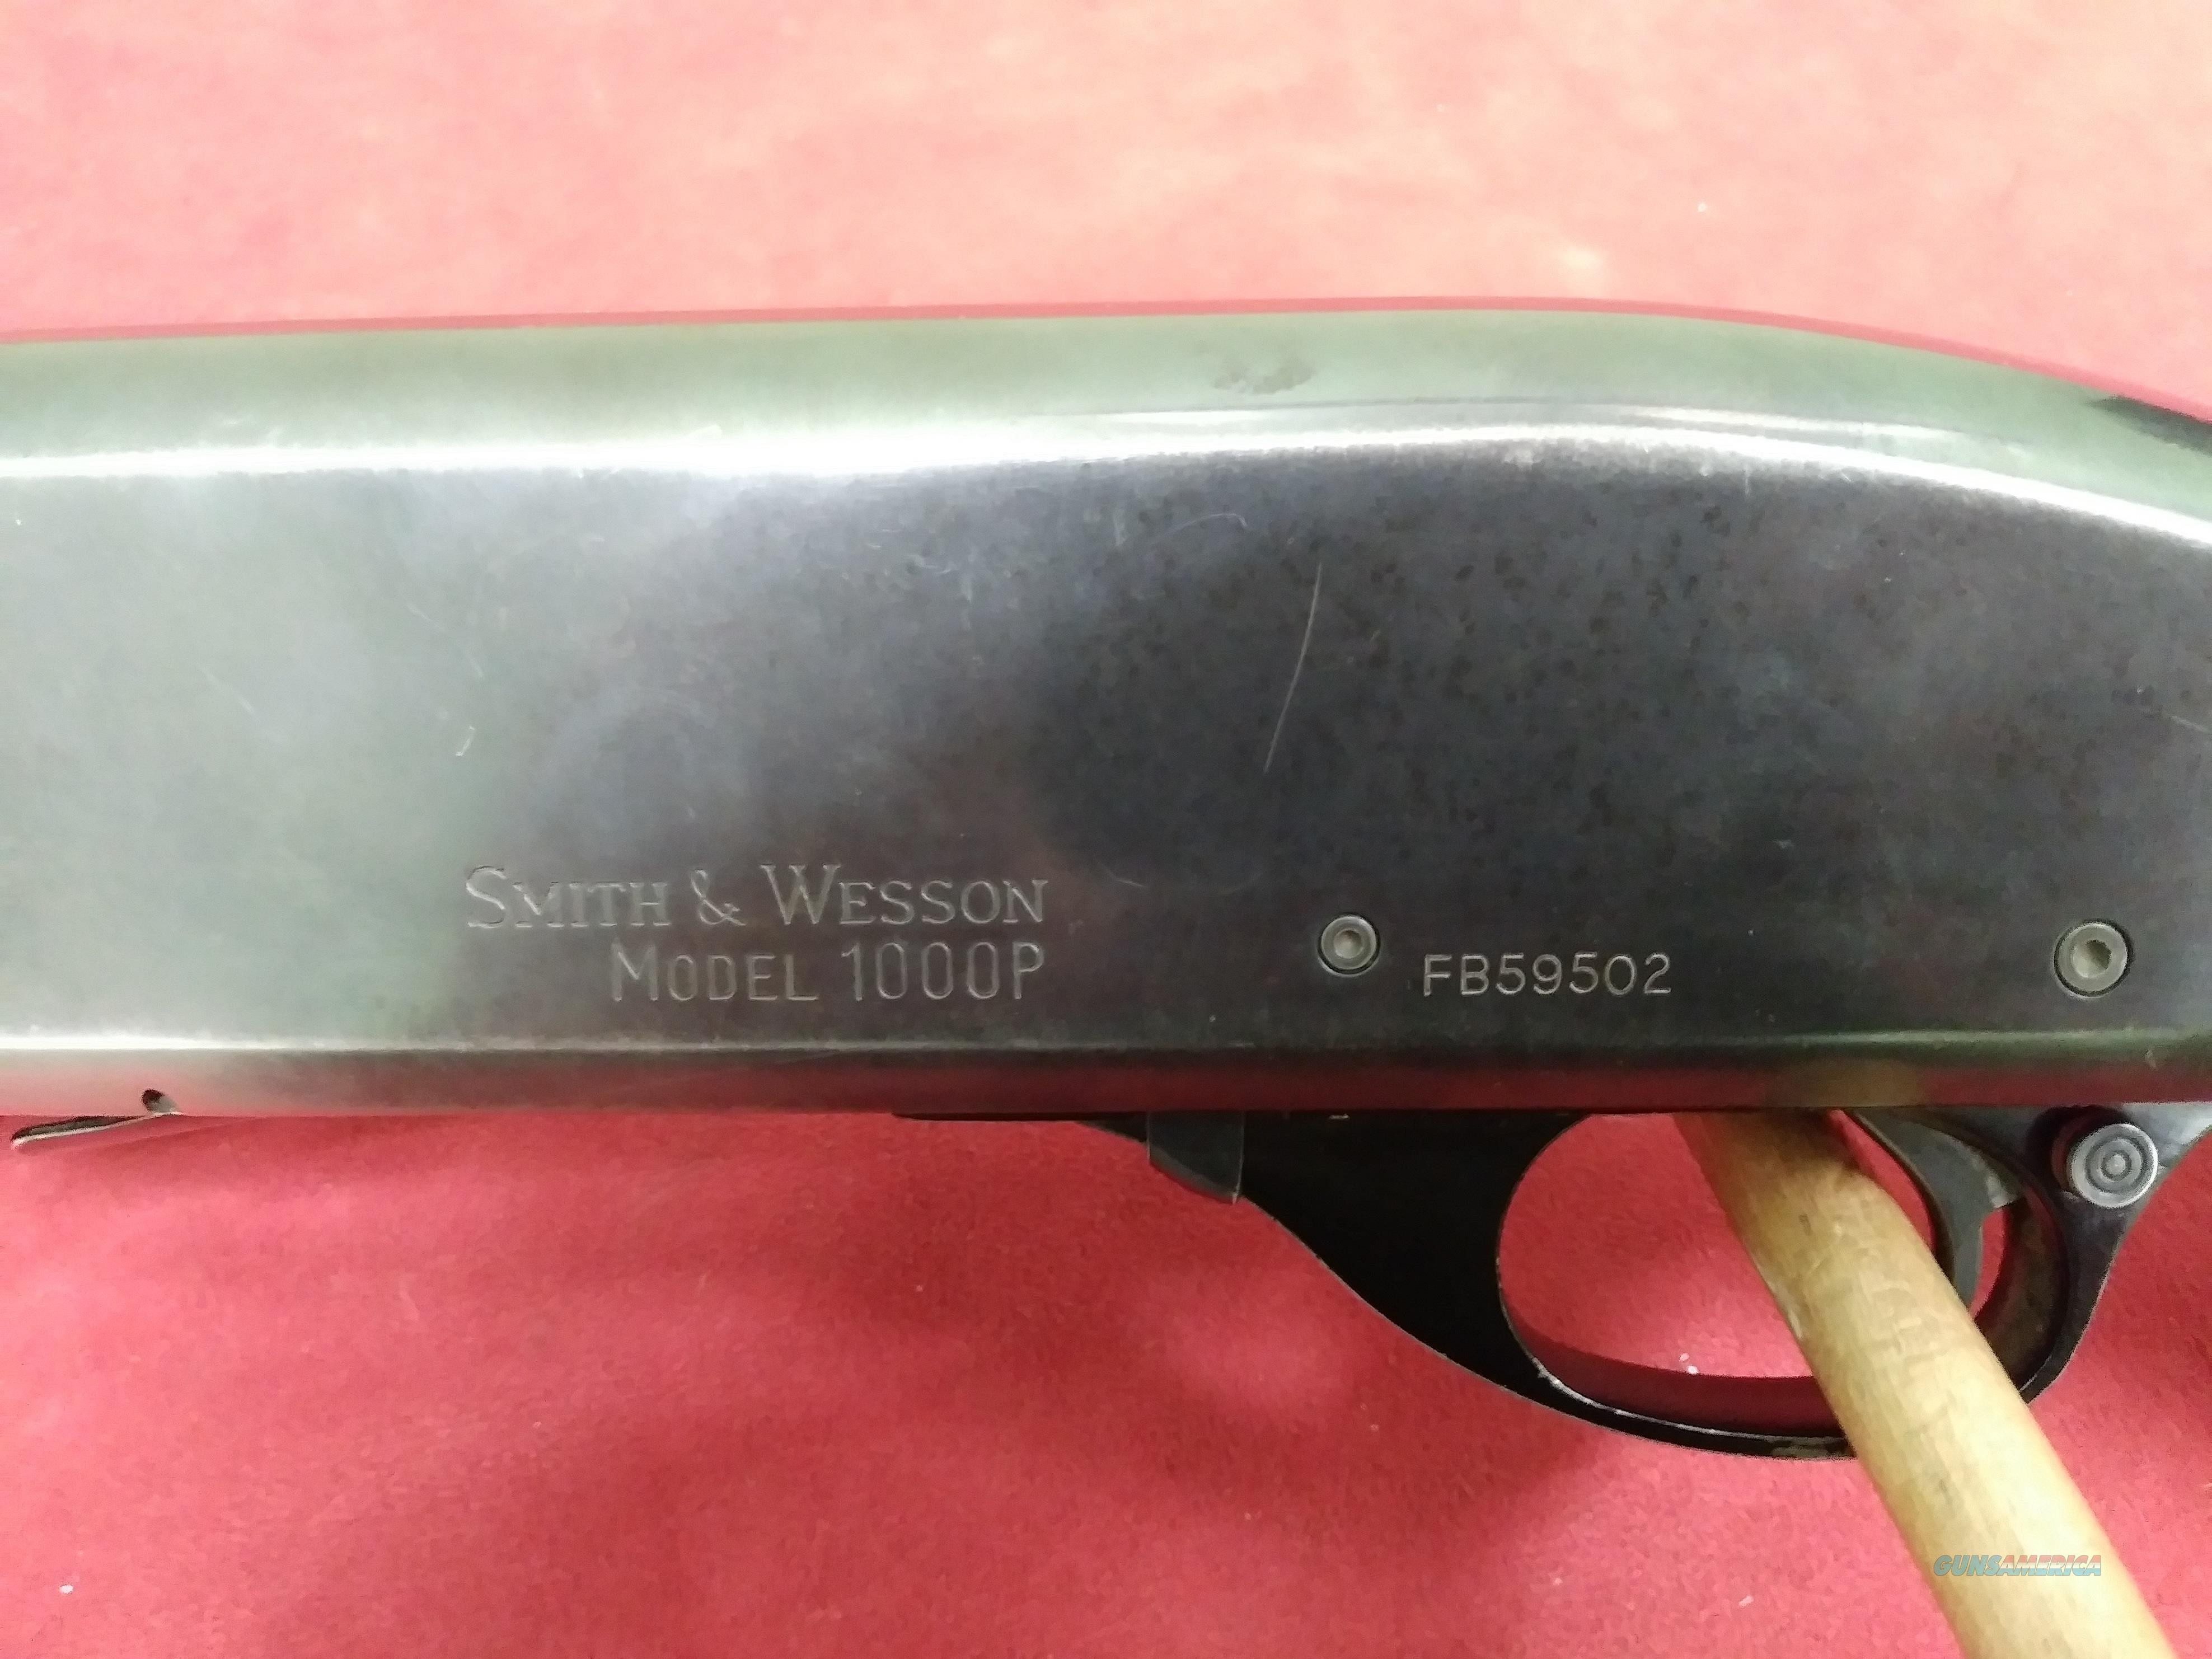 Smith & Wesson
Model 1000P
FB59502
GUNSAMERICA